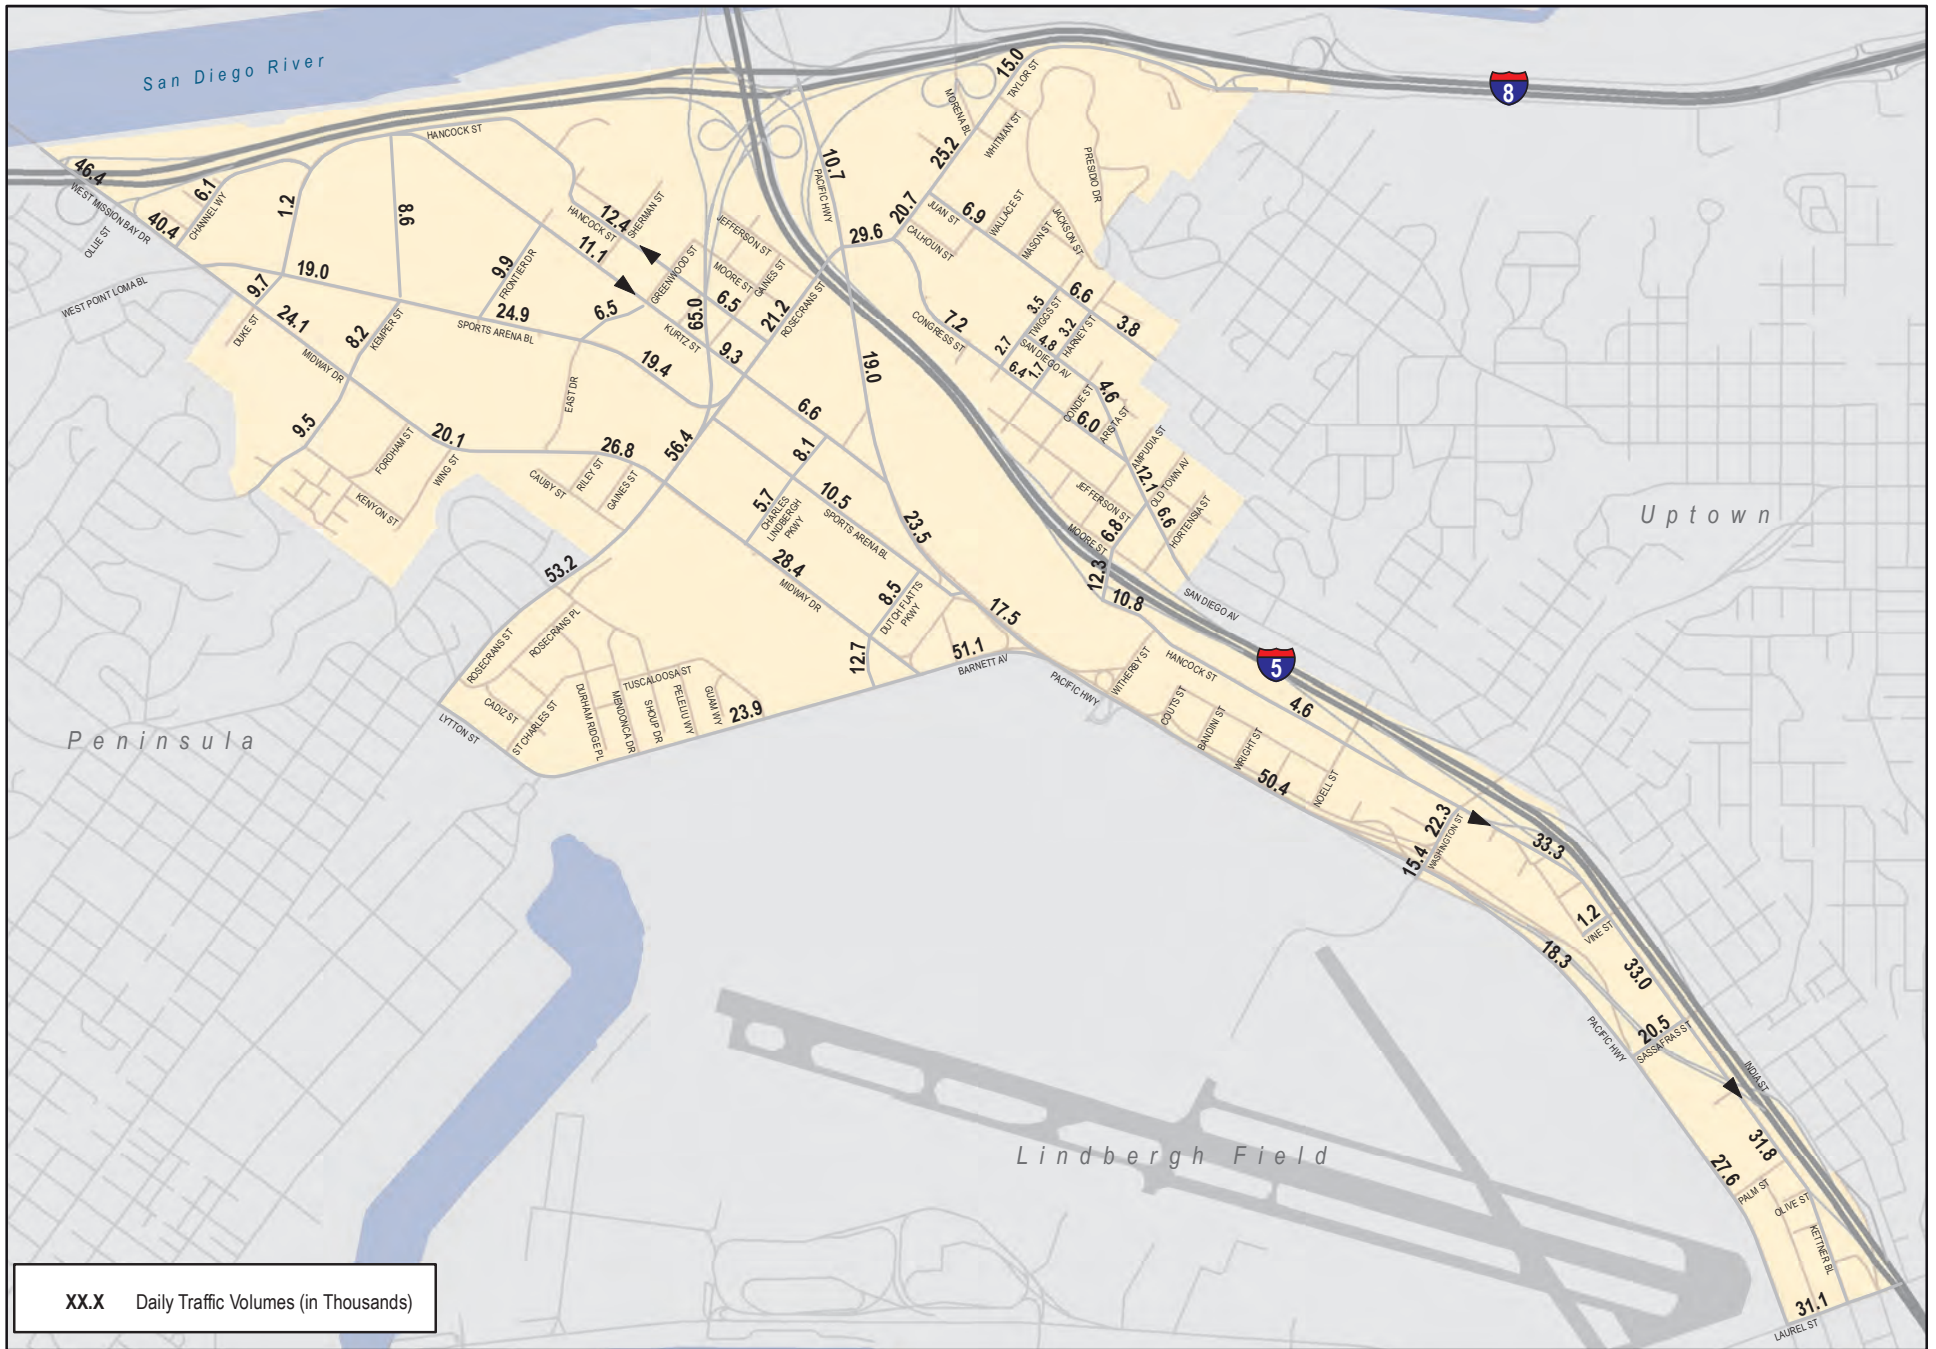 San Diego River
8
15.0
TAYLOR ST
MORENA BL
WHITMAN ST
25.2
HANCOCK ST
10.7
PACIFIC HWY
PRESIDIO DR
46.4
WEST MISSION BAY DR
6.1
CHANNEL WY
40.4
OLLIE ST
1.2
8.6
12.4
SHERMAN ST
HANCOCK ST
11.1
20.7
JUAN ST
6.9
WALLACE ST
MASON ST
JACKSON ST
CALHOUN ST
29.6
JEFFERSON ST
MOORE ST
GAINES ST
GREENWOOD ST
9.9
FRONTIER DR
19.0
9.7
WEST POINT LOMA BL
24.1
DUKE ST
MIDWAY DR
8.2
KEMPER ST
24.9
SPORTS ARENA BL
6.5
KURTZ ST
65.0
6.5
21.2
ROSECRANS ST
9.3
19.4
19.0
7.2
CONGRESS ST
6.6
3.5
TWIGGS ST
3.2
HARNEY ST
3.8
2.7
4.8
SAN DIEGO AV
6.4
1.7
4.6
CONDE ST
6.0
ARISTA ST
AMPUDIA ST
12.1
OLD TOWN AV
6.6
HORTENSIA ST
JEFFERSON ST
MOORE ST
6.8
12.3
10.8
SAN DIEGO AV
EAST DR
9.5
FORDHAM ST
20.1
WING ST
KENYON ST
26.8
CAUBY ST
RILEY ST
GAINES ST
56.4
6.6
8.1
5.7
CHARLES
LINDBERGH
PKWY
10.5
SPORTS ARENA BL
23.5
28.4
MIDWAY DR
8.5
DUTCH FLATTS
PKWY
17.5
53.2
ROSECRANS ST
ROSECRANS PL
12.7
51.1
BARNETT AV
PACIFIC HWY
WITHERBY ST
HANCOCK ST
5
4.6
COUTS ST
BANDINI ST
WRIGHT ST
50.4
NOELL ST
Uptown
Peninsula
LYTTON ST
CADIZ ST
ST CHARLES ST
DURHAM RIDGE PL
MENDONCA DR
TUSCALOOSA ST
SHOUP DR
PELELIU WY
GUAM WY
23.9
22.3
WASHINGTON ST
15.4
33.3
1.2
VINE ST
18.3
33.0
20.5
SASSAFRAS ST
PACIFIC HWY
INDIA ST
Lindbergh Field
31.8
27.6
PALM ST
OLIVE ST
KETTNER BL
31.1
LAUREL ST
XX.X Daily Traffic Volumes (in Thousands)